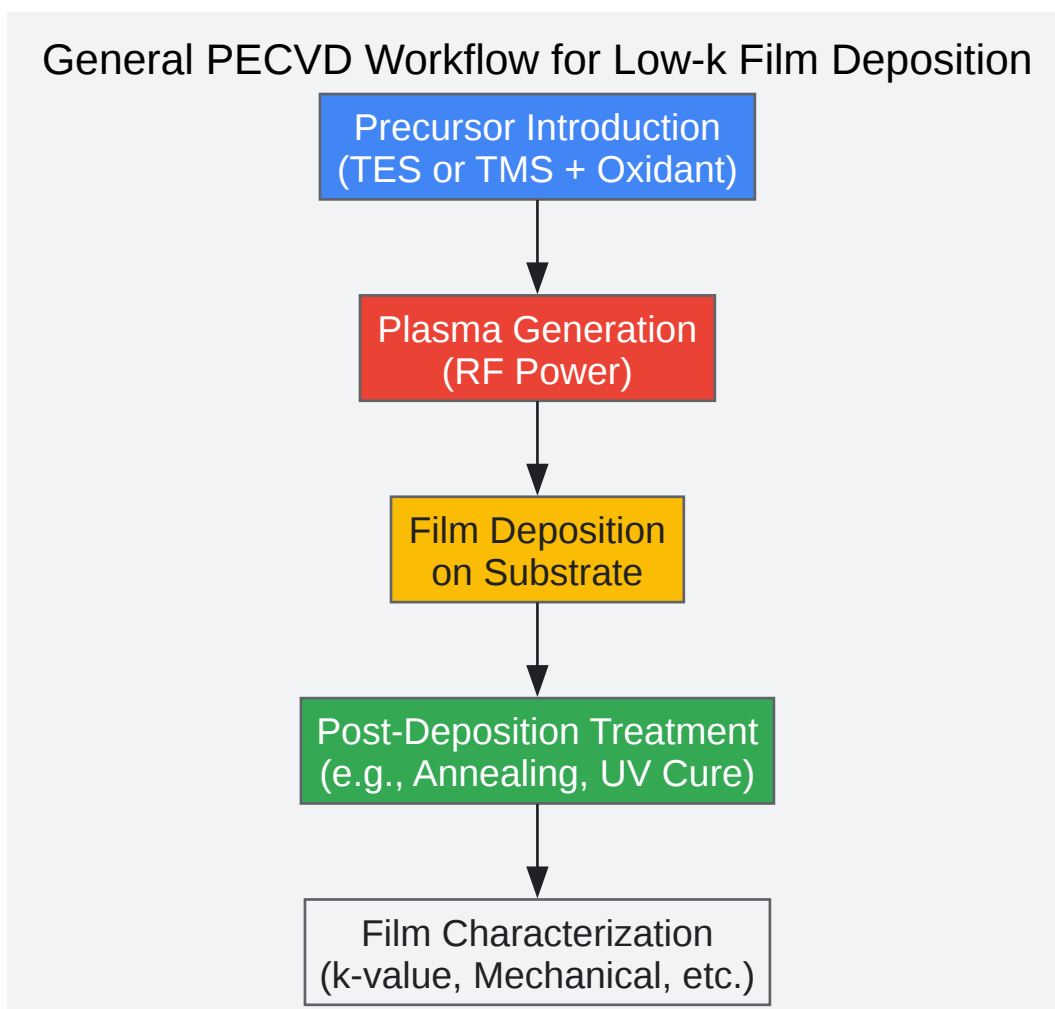 General PECVD Workflow for Low-k Film Deposition
Precursor Introduction
(TES or TMS + Oxidant)
Plasma Generation
(RF Power)
Film Deposition
on Substrate
Post-Deposition Treatment
(e.g., Annealing, UV Cure)
Film Characterization
(k-value, Mechanical, etc.)